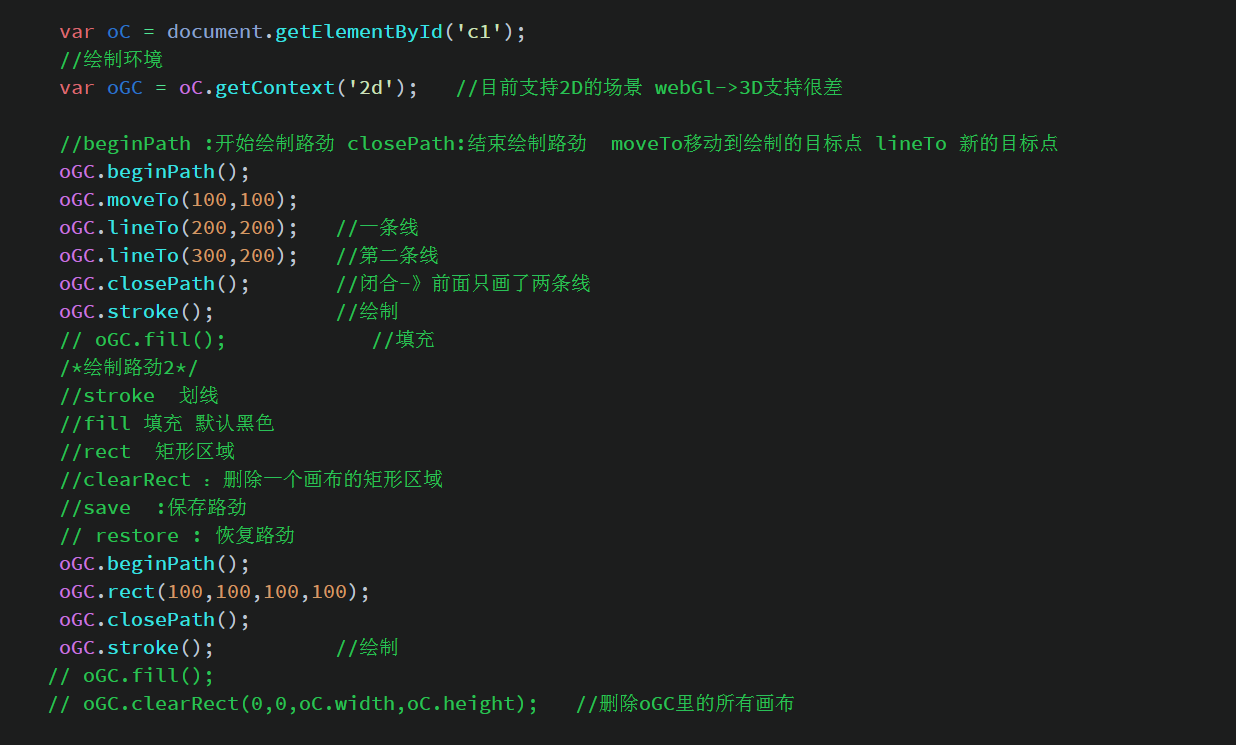 var oC = document.getElementById('c1');
//绘制环境
var oGC = oC.getContext('2d');   //目前支持2D的场景 webGl->3D支持很差
//beginPath :开始绘制路劲 closePath:结束绘制路劲  moveTo移动到绘制的目标点 lineTo 新的目标点
oGC.beginPath();
oGC.moveTo(100,100);
oGC.lineTo(200,200);   //一条线
oGC.lineTo(300,200);   //第二条线
oGC.closePath();       //闭合-》前面只画了两条线
oGC.stroke();          //绘制
// oGC.fill();            //填充
/*绘制路劲2*/
//stroke  划线
//fill 填充 默认黑色
//rect  矩形区域
//clearRect : 删除一个画布的矩形区域
//save  :保存路劲
// restore : 恢复路劲
oGC.beginPath();
oGC.rect(100,100,100,100);
oGC.closePath();
oGC.stroke();          //绘制
// oGC.fill();
// oGC.clearRect(0,0,oC.width,oC.height);   //删除oGC里的所有画布